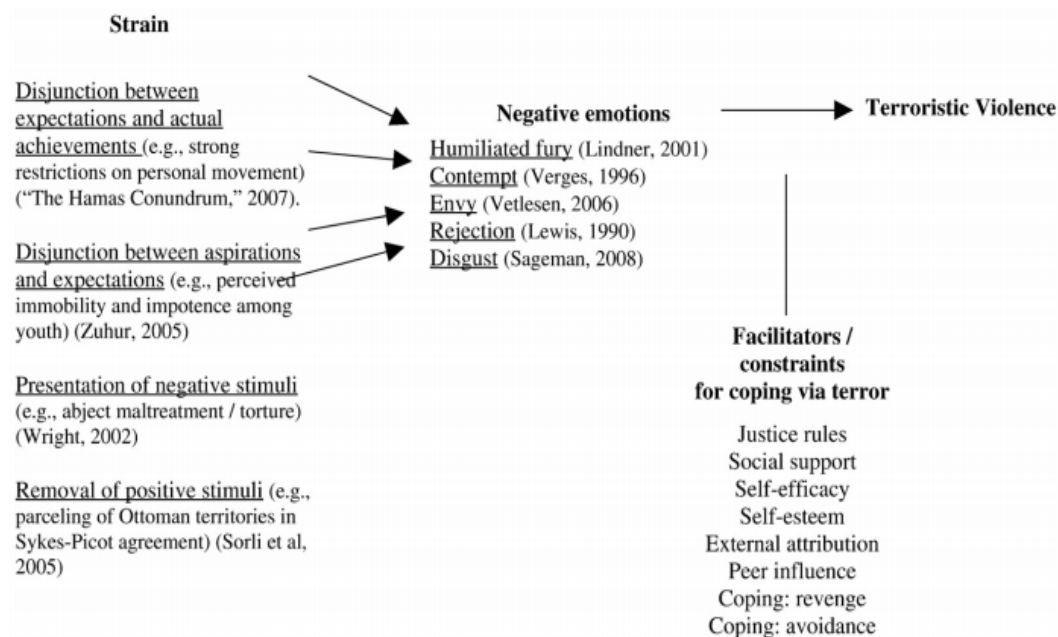 Strain
Disjunction between
expectations and actual
achievements (e.g., strong
restrictions on personal movement)
(“The Hamas Conundrum,” 2007).
Disjunction between aspirations
and expectations (e.g., perceived
immobility and impotence among
youth) (Zuhur, 2005)
Presentation of negative stimuli
(e.g., abject maltreatment / torture)
(Wright, 2002)
Removal of positive stimuli (e.g.,
parceling of Ottoman territories in
Sykes-Picot agreement) (Sorli et al,
2005)
Negative emotions
Humiliated fury (Lindner, 2001)
Contempt (Verges, 1996)
Envy (Vetlesen, 2006)
Rejection (Lewis, 1990)
Disgust (Sageman, 2008)
Terroristic Violence
Facilitators /
constraints
for coping via terror
Justice rules
Social support
Self-efficacy
Self-esteem
External attribution
Peer influence
Coping: revenge
Coping: avoidance